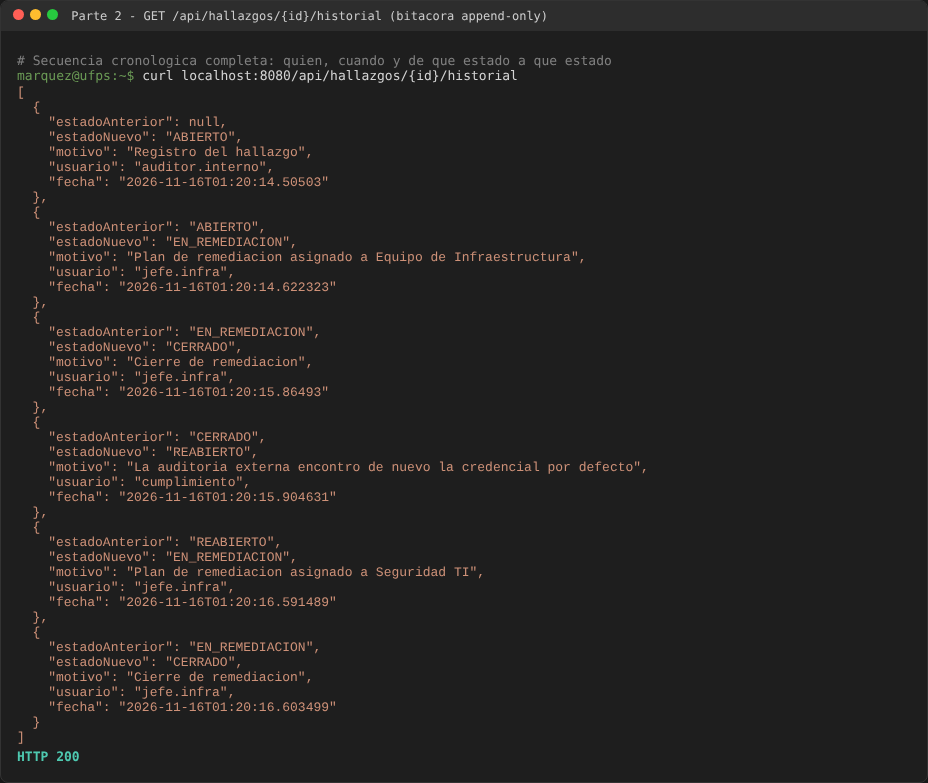 Parte 2 - GET /api/hallazgos/{id}/historial (bitacora append-only)
# Secuencia cronologica completa: quien, cuando y de que estado a que estado
marquez@ufps:~$ curl localhost:8080/api/hallazgos/{id}/historial
[
  {
    "estadoAnterior": null,
    "estadoNuevo": "ABIERTO",
    "motivo": "Registro del hallazgo",
    "usuario": "auditor.interno",
    "fecha": "2026-11-16T01:20:14.50503"
  },
  {
    "estadoAnterior": "ABIERTO",
    "estadoNuevo": "EN_REMEDIACION",
    "motivo": "Plan de remediacion asignado a Equipo de Infraestructura",
    "usuario": "jefe.infra",
    "fecha": "2026-11-16T01:20:14.622323"
  },
  {
    "estadoAnterior": "EN_REMEDIACION",
    "estadoNuevo": "CERRADO",
    "motivo": "Cierre de remediacion",
    "usuario": "jefe.infra",
    "fecha": "2026-11-16T01:20:15.86493"
  },
  {
    "estadoAnterior": "CERRADO",
    "estadoNuevo": "REABIERTO",
    "motivo": "La auditoria externa encontro de nuevo la credencial por defecto",
    "usuario": "cumplimiento",
    "fecha": "2026-11-16T01:20:15.904631"
  },
  {
    "estadoAnterior": "REABIERTO",
    "estadoNuevo": "EN_REMEDIACION",
    "motivo": "Plan de remediacion asignado a Seguridad TI",
    "usuario": "jefe.infra",
    "fecha": "2026-11-16T01:20:16.591489"
  },
  {
    "estadoAnterior": "EN_REMEDIACION",
    "estadoNuevo": "CERRADO",
    "motivo": "Cierre de remediacion",
    "usuario": "jefe.infra",
    "fecha": "2026-11-16T01:20:16.603499"
  }
]
HTTP 200